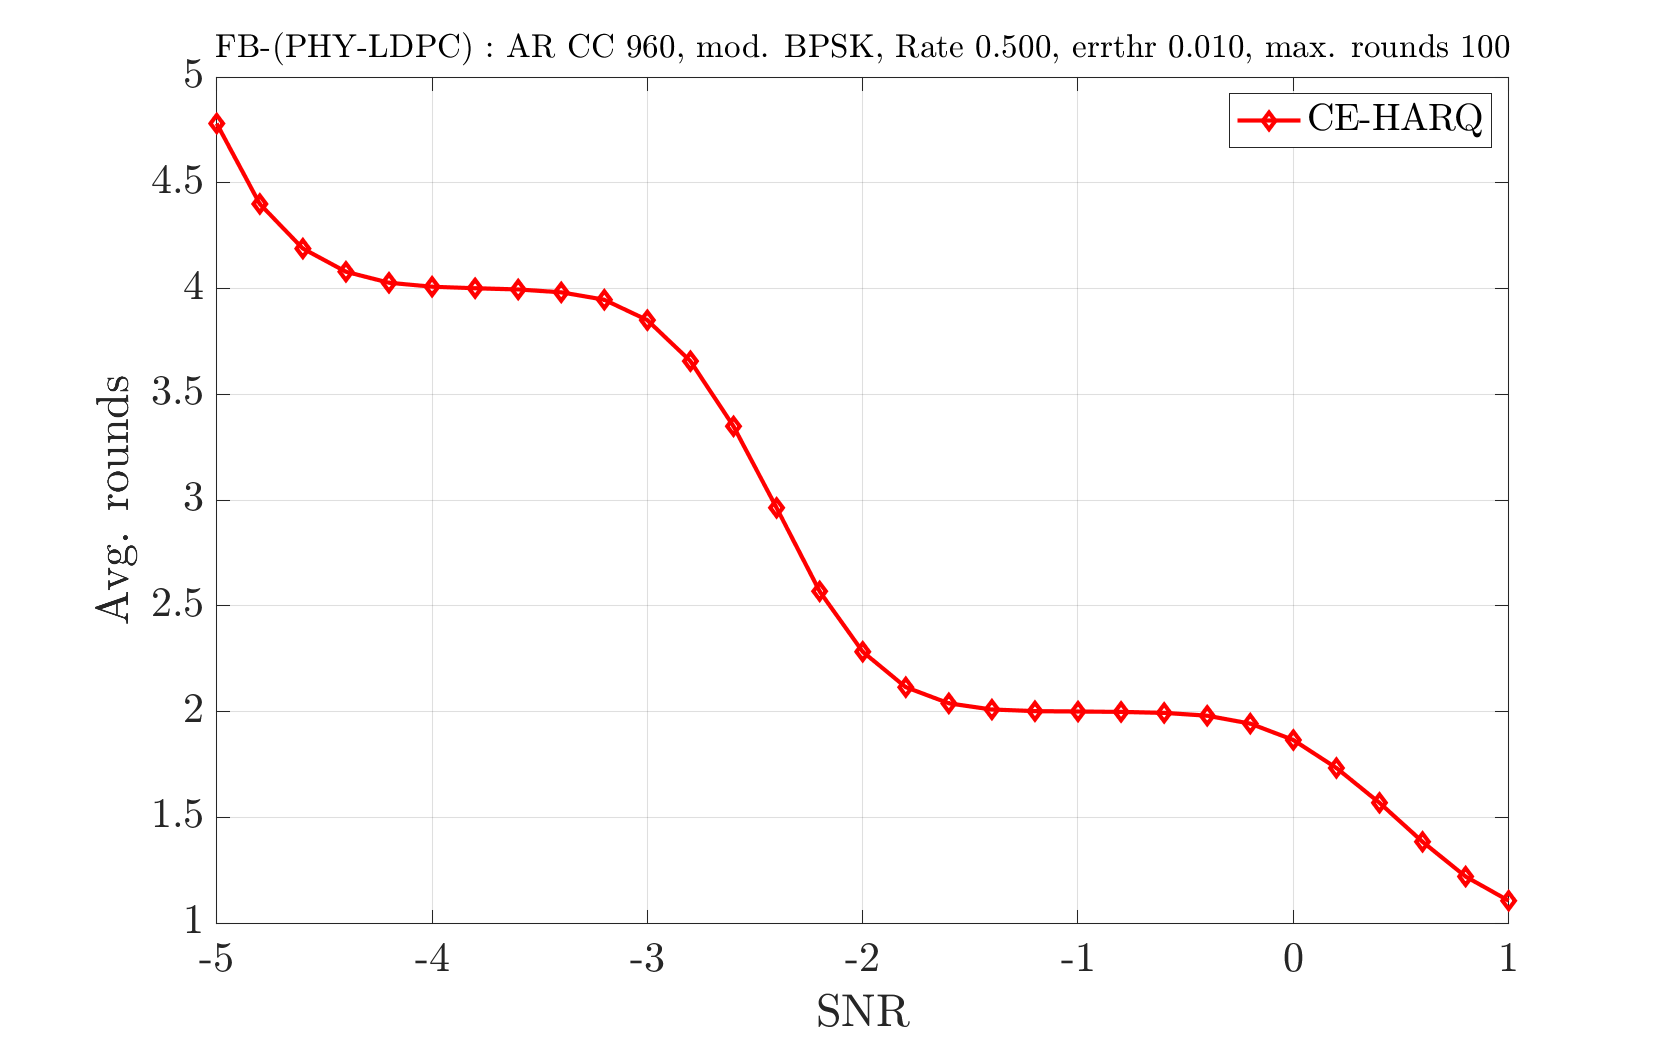 FB-(PHY-LDPC) : AR CC 960, mod. BPSK, Rate 0.500, errthr 0.010, max. rounds 100
CE-HARQ
5
4.5
4
3.5
3
2.5
2
1.5
1
Avg. rounds
-5 -4 -3 -2 -1 0 1
SNR